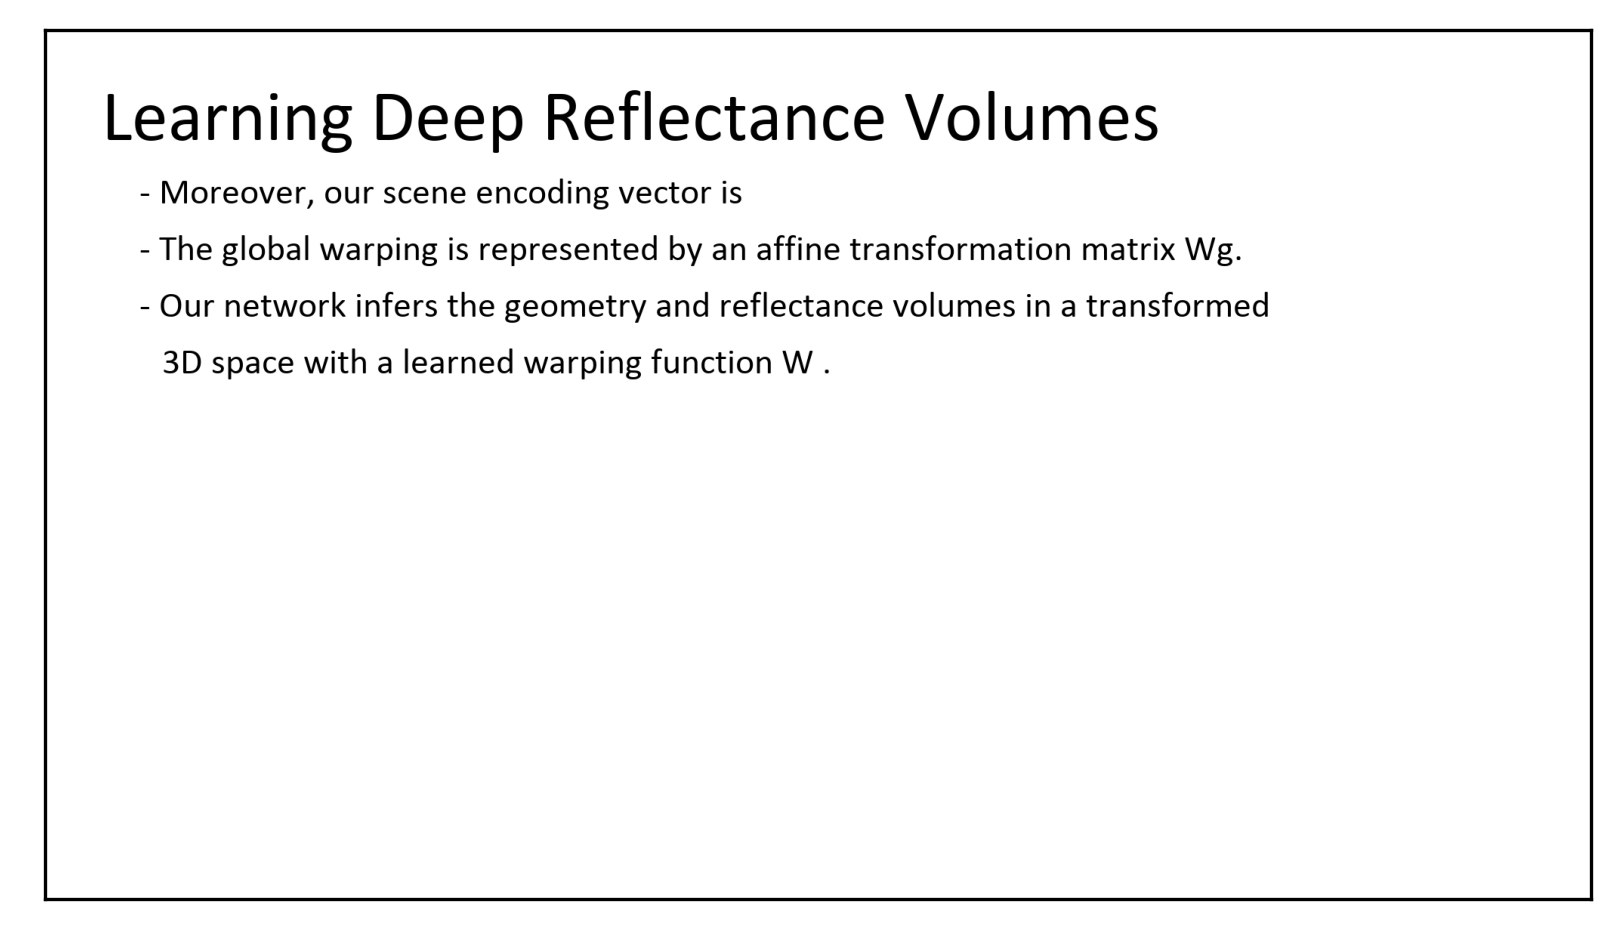 Learning Deep Reflectance Volumes
- Moreover, our scene encoding vector is
- The global warping is represented by an affine transformation matrix Wg.
- Our network infers the geometry and reflectance volumes in a transformed
3D space with a learned warping function W .